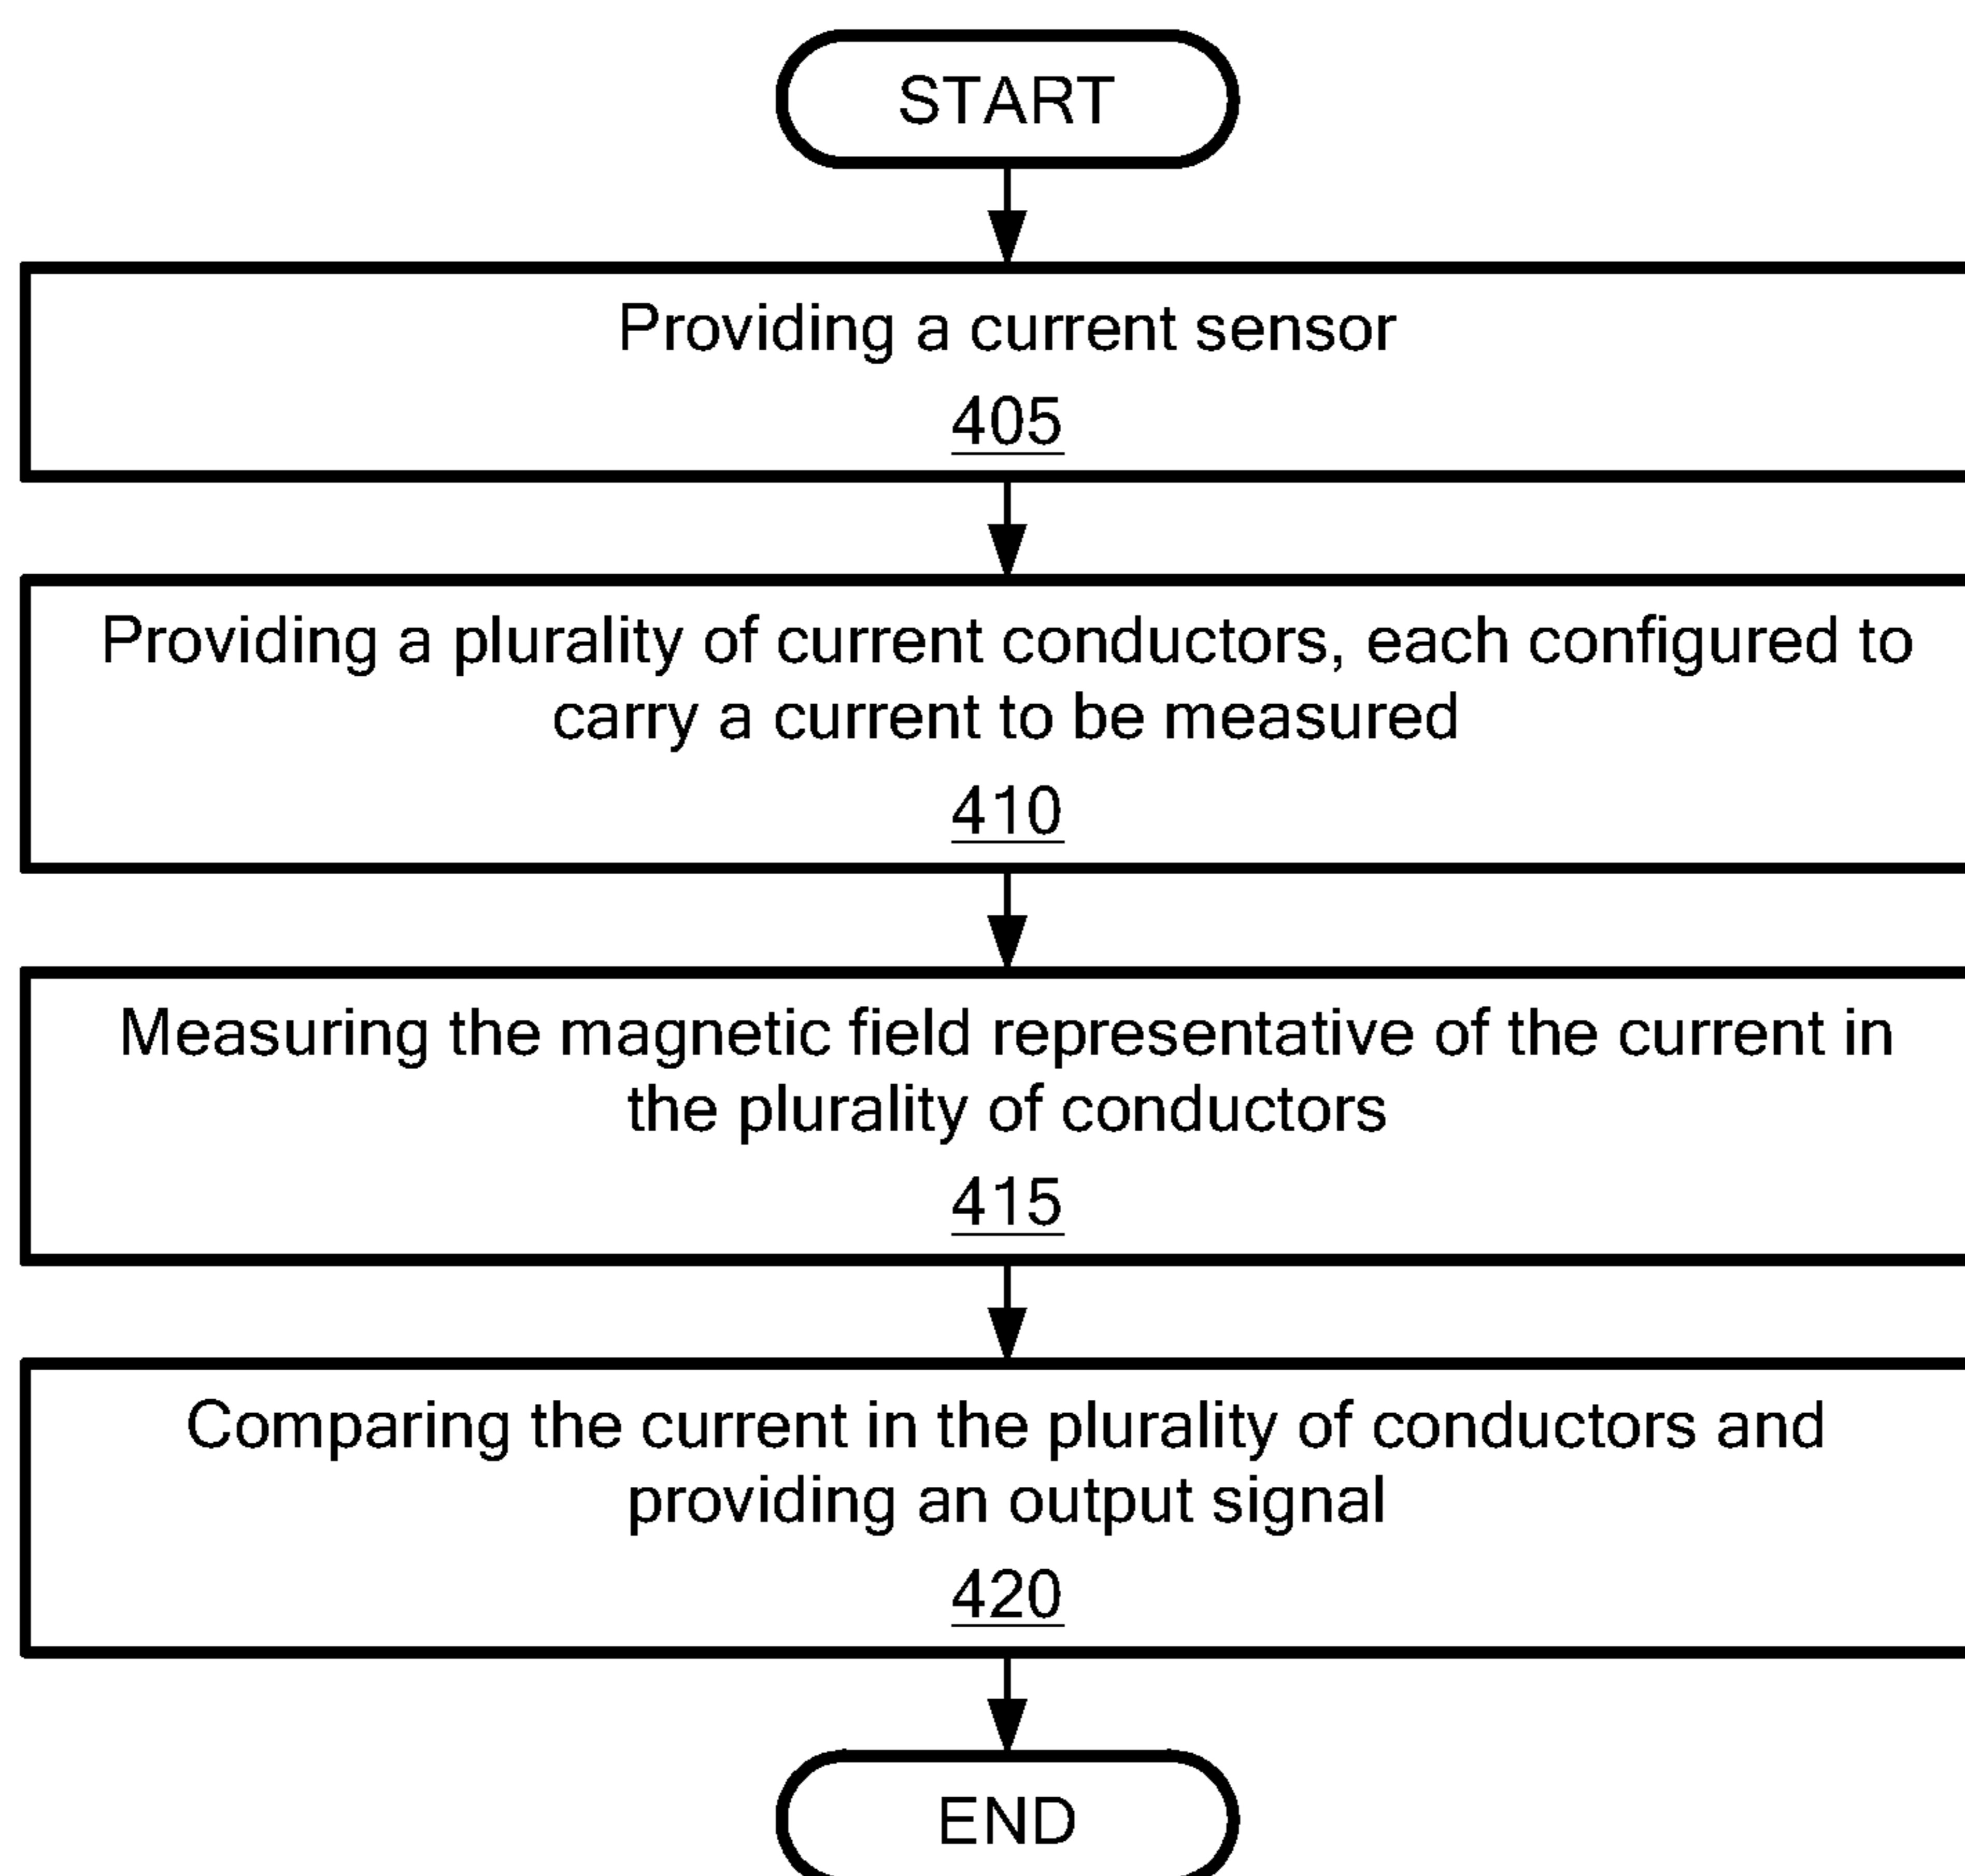 START
Providing a current sensor
405
Providing a plurality of current conductors, each configured to
carry a current to be measured
410
Measuring the magnetic field representative of the current in
the plurality of conductors
415
Comparing the current in the plurality of conductors and
providing an output signal
420
END